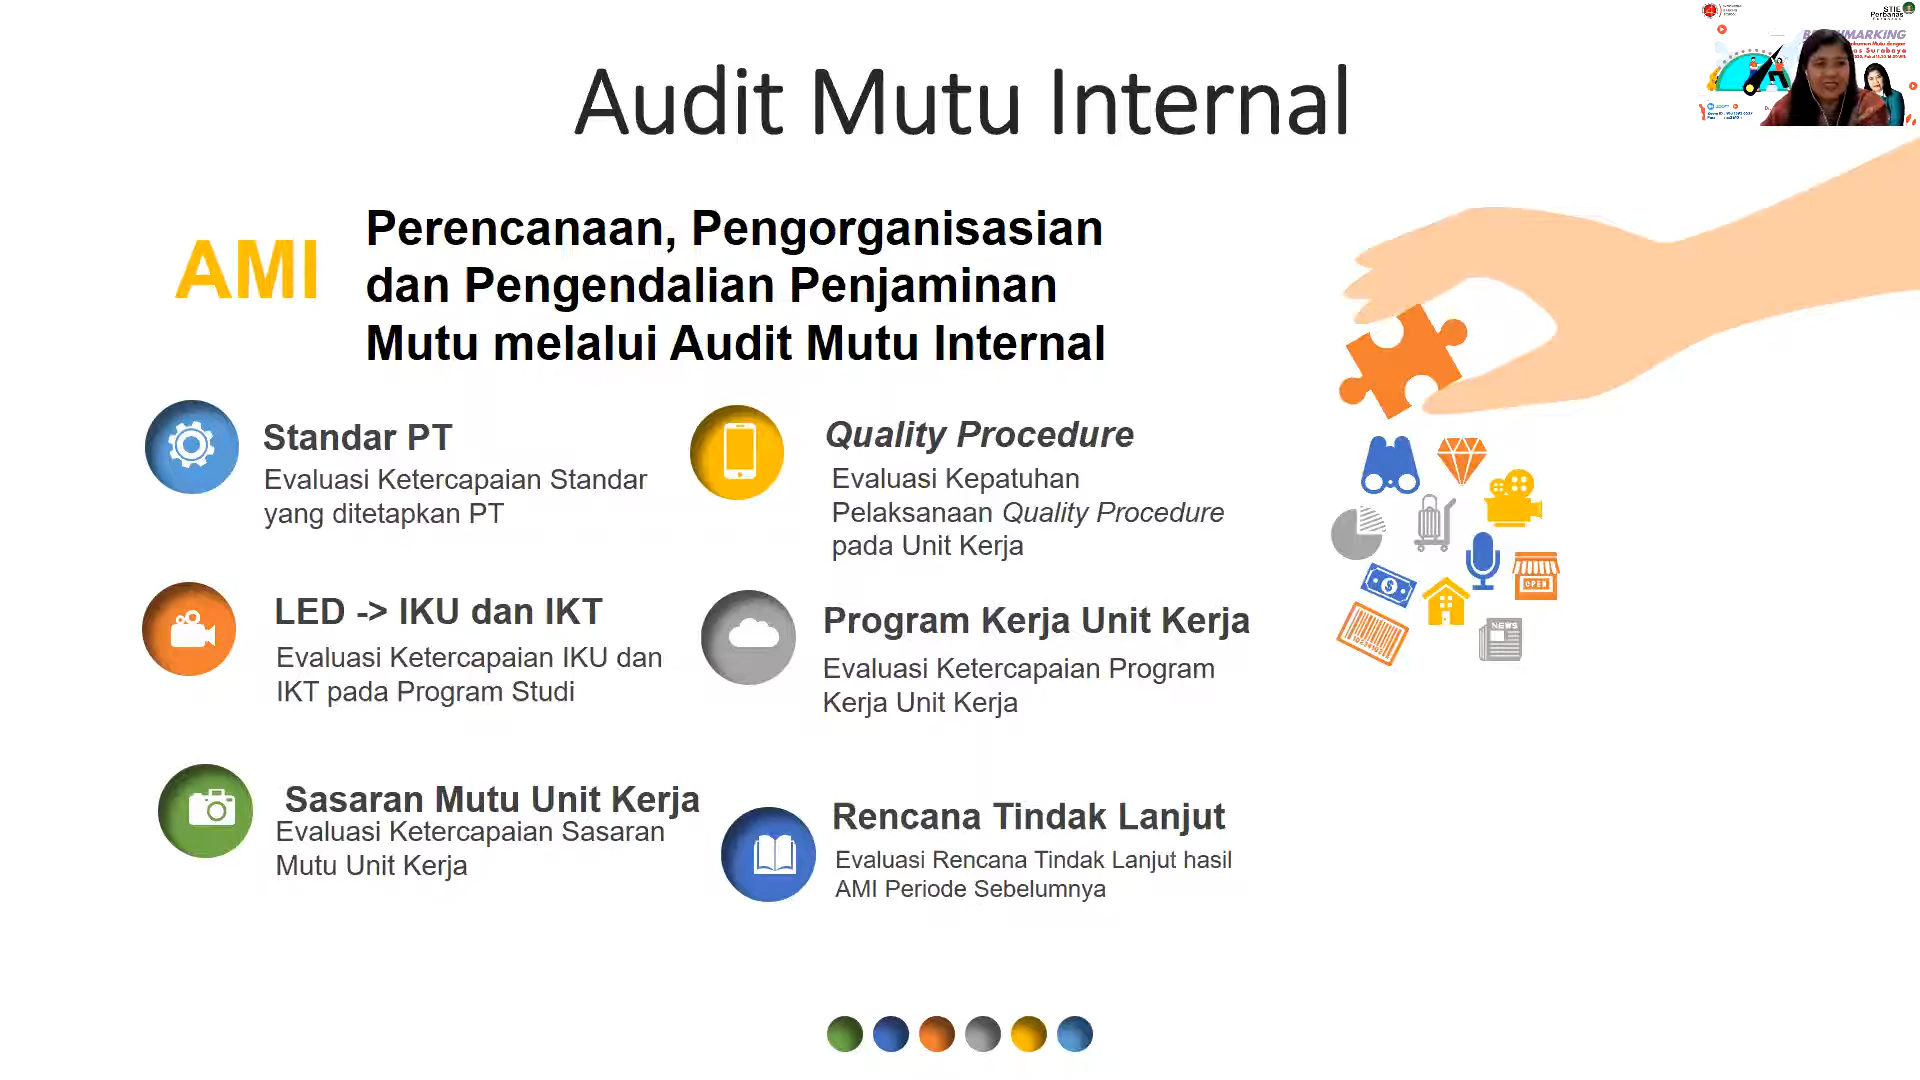 Audit Mutu Internal
AMI
Perencanaan, Pengorganisasian
dan Pengendalian Penjaminan
Mutu melalui Audit Mutu Internal
Standar PT
Evaluasi Ketercapaian Standar
yang ditetapkan PT
Quality Procedure
Evaluasi Kepatuhan
Pelaksanaan Quality Procedure
pada Unit Kerja
LED -> IKU dan IKT
Evaluasi Ketercapaian IKU dan
IKT pada Program Studi
Program Kerja Unit Kerja
Evaluasi Ketercapaian Program
Kerja Unit Kerja
Sasaran Mutu Unit Kerja
Evaluasi Ketercapaian Sasaran
Mutu Unit Kerja
Rencana Tindak Lanjut
Evaluasi Rencana Tindak Lanjut hasil
AMI Periode Sebelumnya
OPEN
NEWS
STIE
Perbanas
MARKING
Surabaya